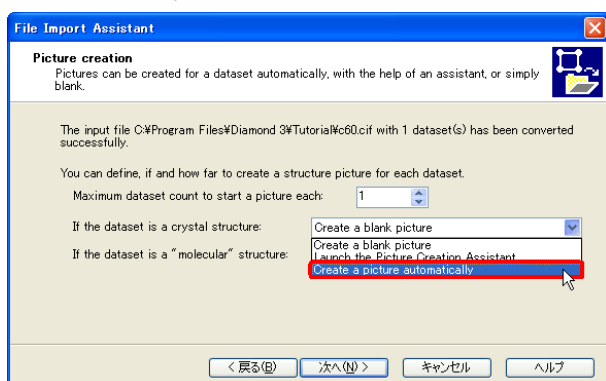 File Import Assistant
Picture creation
Pictures can be created for a dataset automatically, with the help of an assistant, or simply
blank.
The input file C:¥Program Files¥Diamond 3¥Tutorial¥c60.cif with 1 dataset(s) has been converted
successfully.
You can define, if and how far to create a structure picture for each dataset.
Maximum dataset count to start a picture each: 1
If the dataset is a crystal structure: Create a blank picture
Create a blank picture
If the dataset is a "molecular" structure: Launch the Picture Creation Assistant
Create a picture automatically
< 戻る(B) 次へ(N) > キャンセル ヘルプ